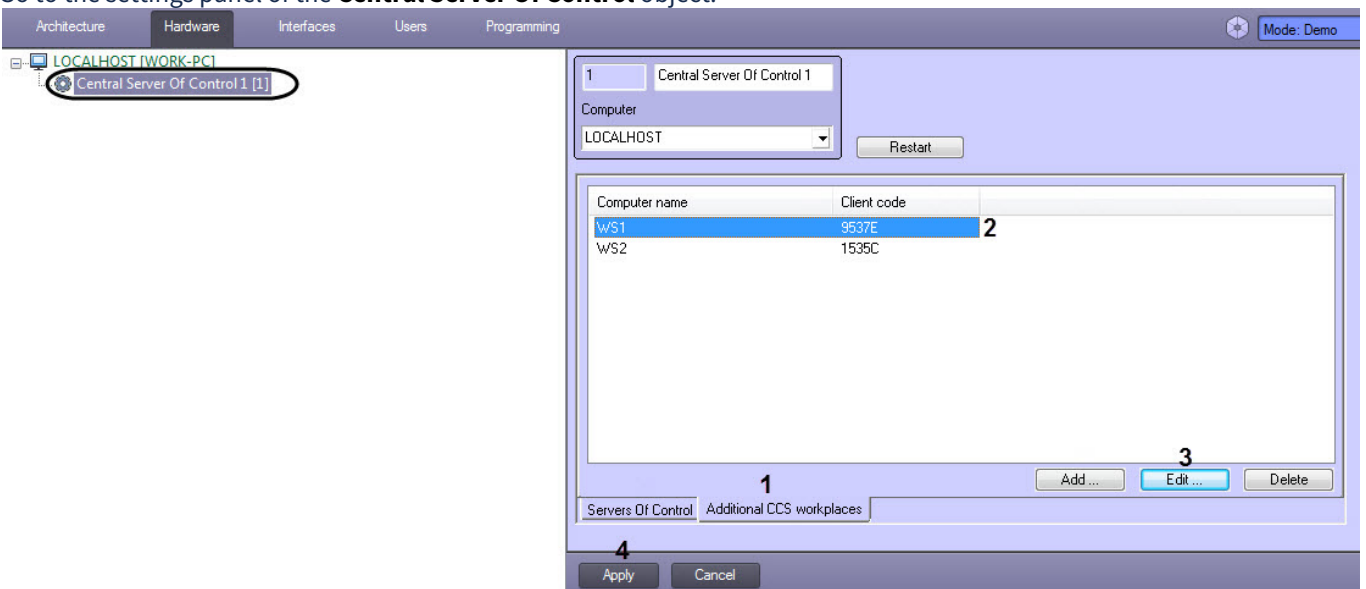 Go to the settings panel of the Central Server Of Control object.
Architecture Hardware Interfaces Users Programming Mode: Demo
LOCALHOST [WORK-PC]
Central Server Of Control 1 [1]
1 Central Server Of Control 1
Computer
LOCALHOST
Restart
Computer name Client code
WS1 9537E 2
WS2 1535C
3
Add ... Edit ... Delete
1
Servers Of Control Additional CCS workplaces
4
Apply Cancel